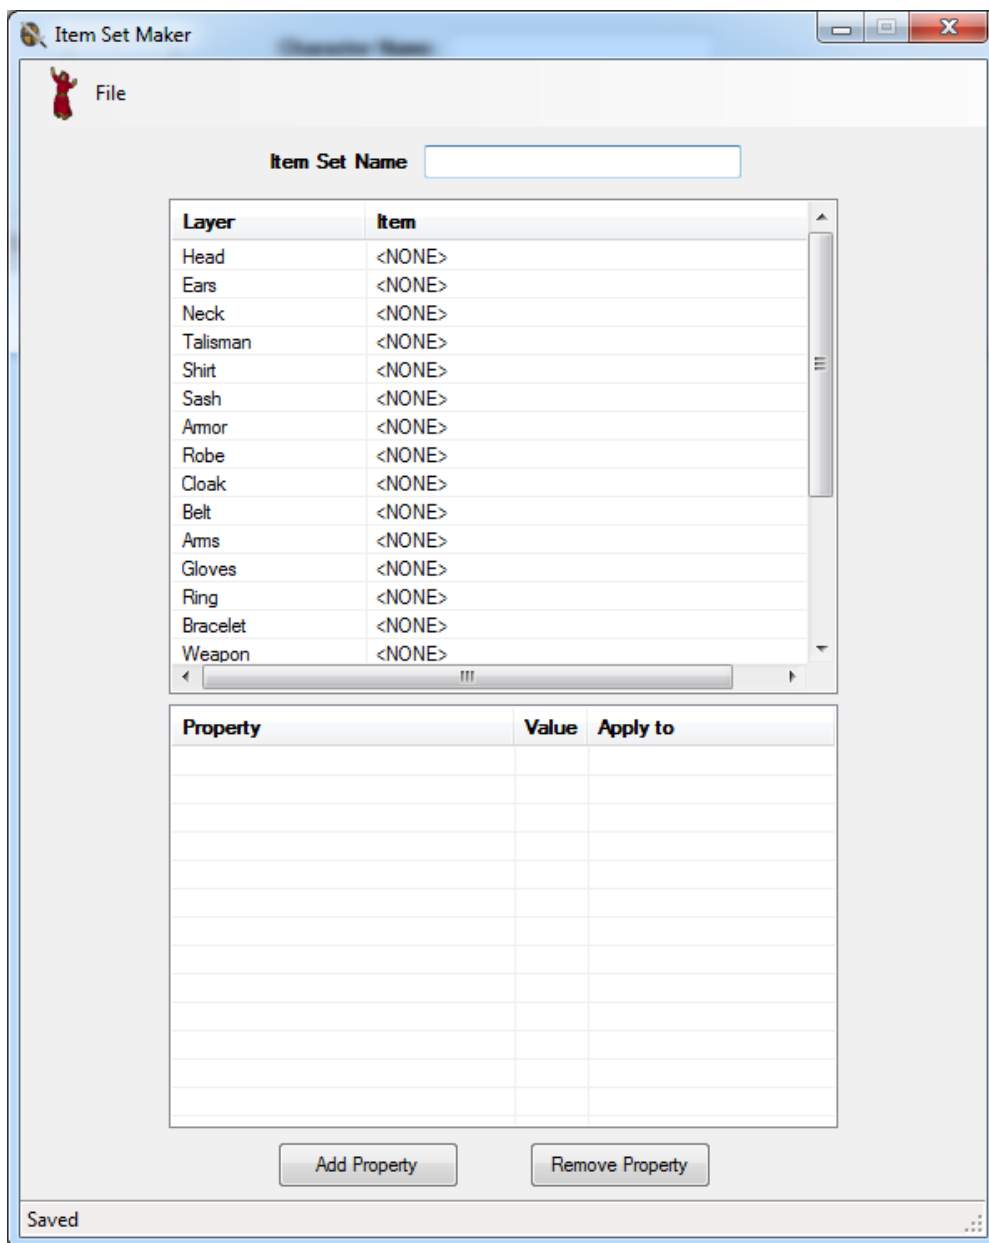 Item Set Maker
Character Name:
File
Item Set Name
Layer Item
Head <NONE>
Ears <NONE>
Neck <NONE>
Talisman <NONE>
Shirt <NONE>
Sash <NONE>
Armor <NONE>
Robe <NONE>
Cloak <NONE>
Belt <NONE>
Arms <NONE>
Gloves <NONE>
Ring <NONE>
Bracelet <NONE>
Weapon <NONE>
Property Value Apply to
Add Property Remove Property
Saved